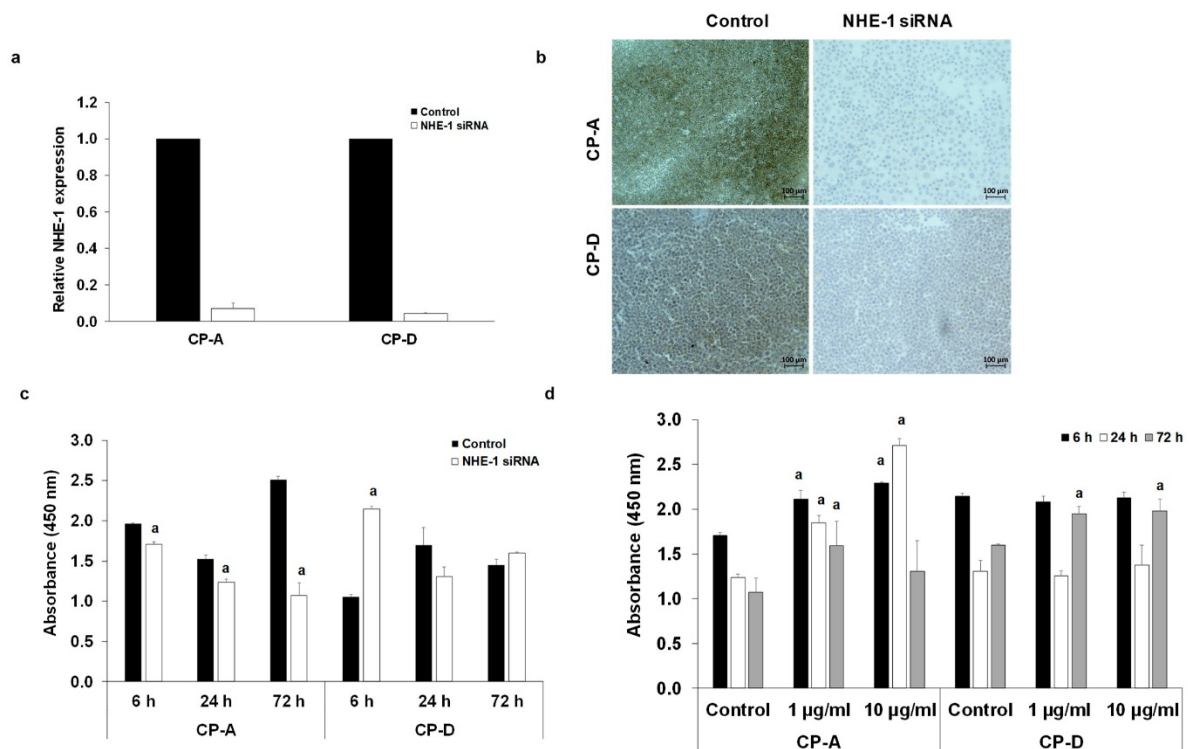 a
Relative NHE-1 expression
1.2
1.0
0.8
0.6
0.4
0.2
0.0
CP-A CP-D
Control
NHE-1 siRNA
b
Control NHE-1 siRNA
CP-A
100 µm
100 µm
CP-D
100 µm
100 µm
c
Absorbance (450 nm)
3.0
2.5
2.0
1.5
1.0
0.5
0.0
Control
NHE-1 siRNA
a
a
a
a
6 h 24 h 72 h 6 h 24 h 72 h
CP-A CP-D
d
Absorbance (450 nm)
3.0
2.5
2.0
1.5
1.0
0.5
0.0
6 h 24 h 72 h
a
a
a
a
a
a
a
Control 1 µg/ml 10 µg/ml Control 1 µg/ml 10 µg/ml
CP-A CP-D